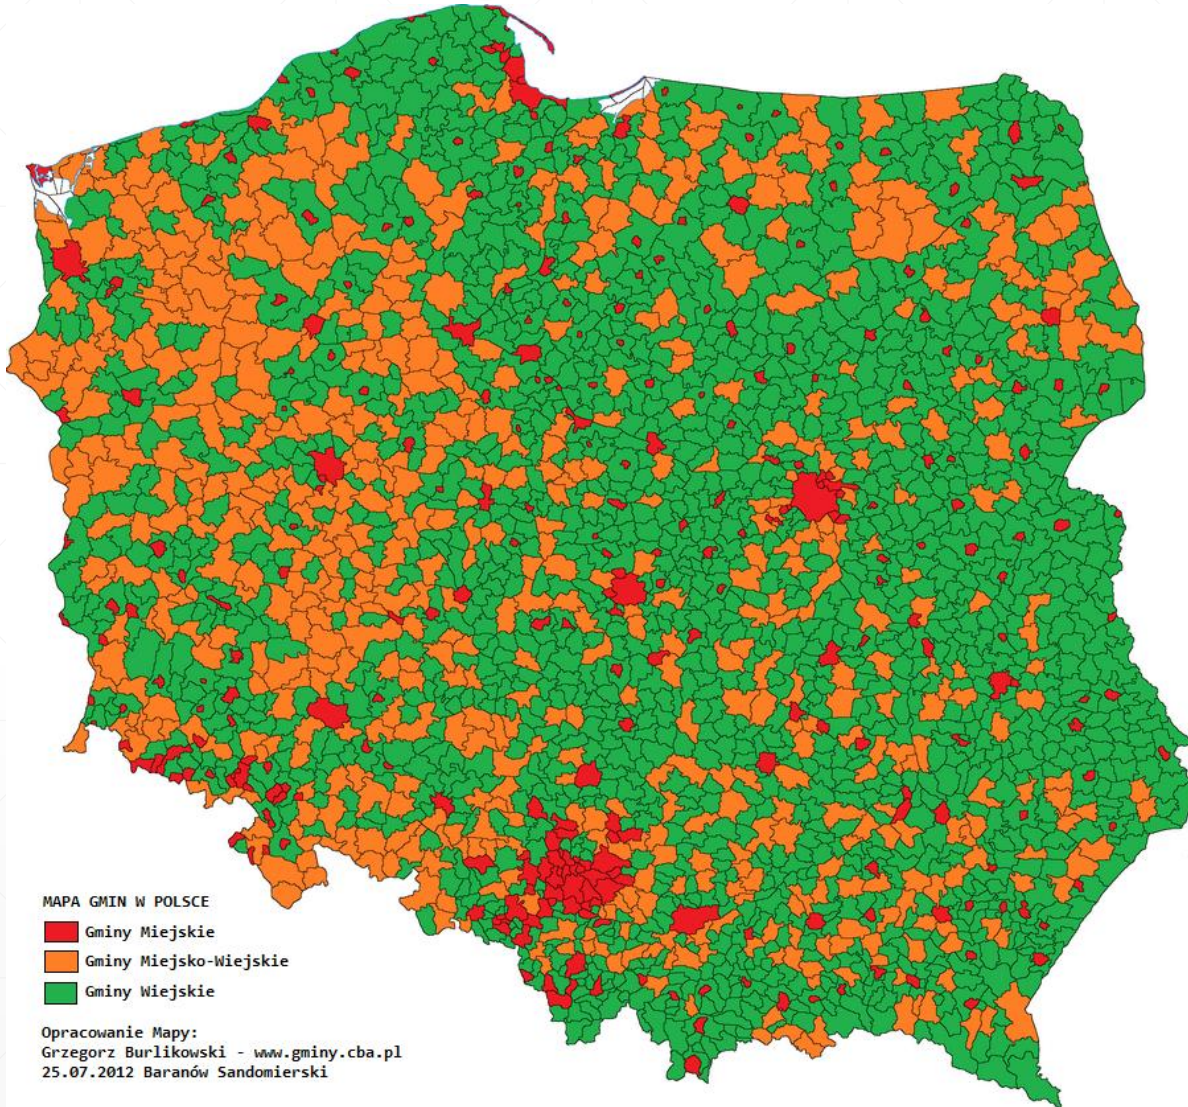 MAPA GMIN W POLSCE
Gminy Miejskie
Gminy Miejsko-Wiejskie
Gminy Wiejskie
Opracowanie Mapy:
Grzegorz Burlikowski - www.gminy.cba.pl
25.07.2012 Baranów Sandomierski